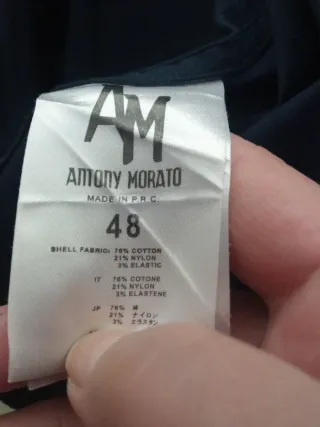 AM
ANTONY MORATO
MADE IN P.R.C.
48
SHELL FABRIC: 76% COTTON
21% NYLON
3% ELASTIC
IT 76% COTONE
21% NYLON
3% ELASTENE
JP 76% 綿
21% ナイロン
3% エラスタン